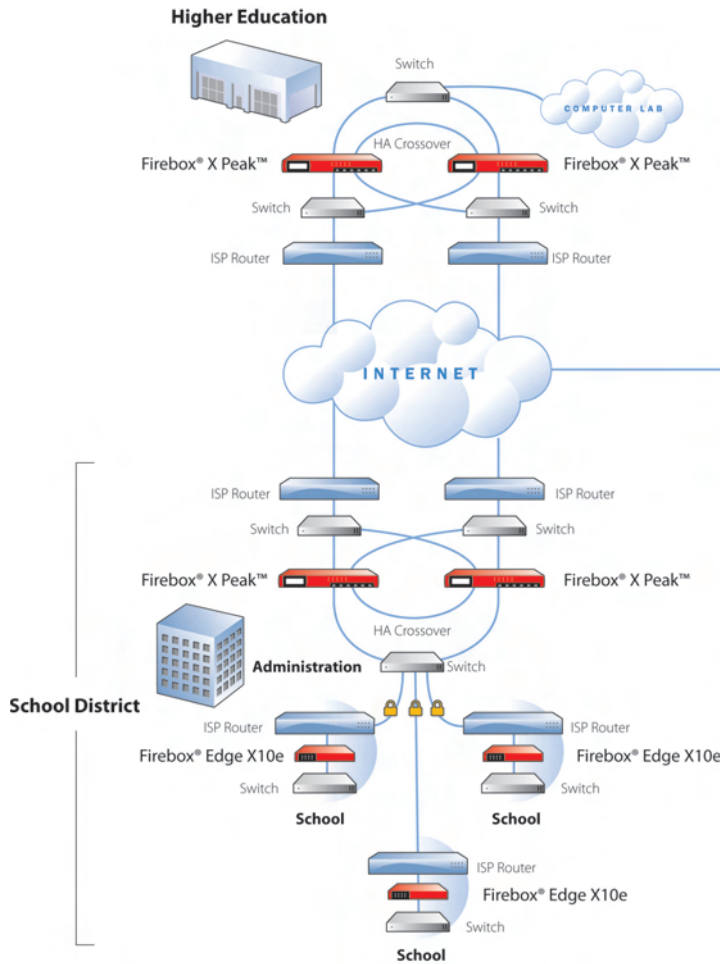 Higher Education
Switch
COMPUTER LAB
HA Crossover
Firebox® X Peak™
Firebox® X Peak™
Switch
Switch
ISP Router
ISP Router
INTERNET
ISP Router
ISP Router
Switch
Switch
Firebox® X Peak™
Firebox® X Peak™
HA Crossover
Administration
Switch
School District
ISP Router
ISP Router
Firebox® Edge X10e
Firebox® Edge X10e
Switch
Switch
School
School
ISP Router
Firebox® Edge X10e
Switch
School